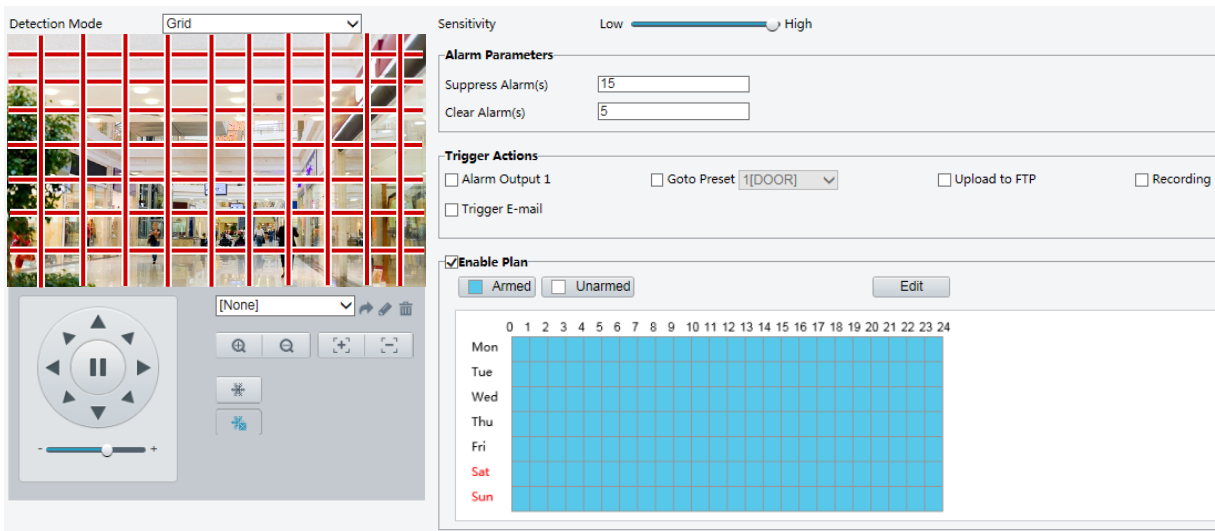 Detection Mode Grid
Sensitivity Low High
Alarm Parameters
Suppress Alarm(s) 15
Clear Alarm(s) 5
Trigger Actions
Alarm Output 1 Goto Preset 1[DOOR] Upload to FTP Recording
Trigger E-mail
Enable Plan
Armed Unarmed Edit
[None]
0 1 2 3 4 5 6 7 8 9 10 11 12 13 14 15 16 17 18 19 20 21 22 23 24
Mon
Tue
Wed
Thu
Fri
Sat
Sun
- +